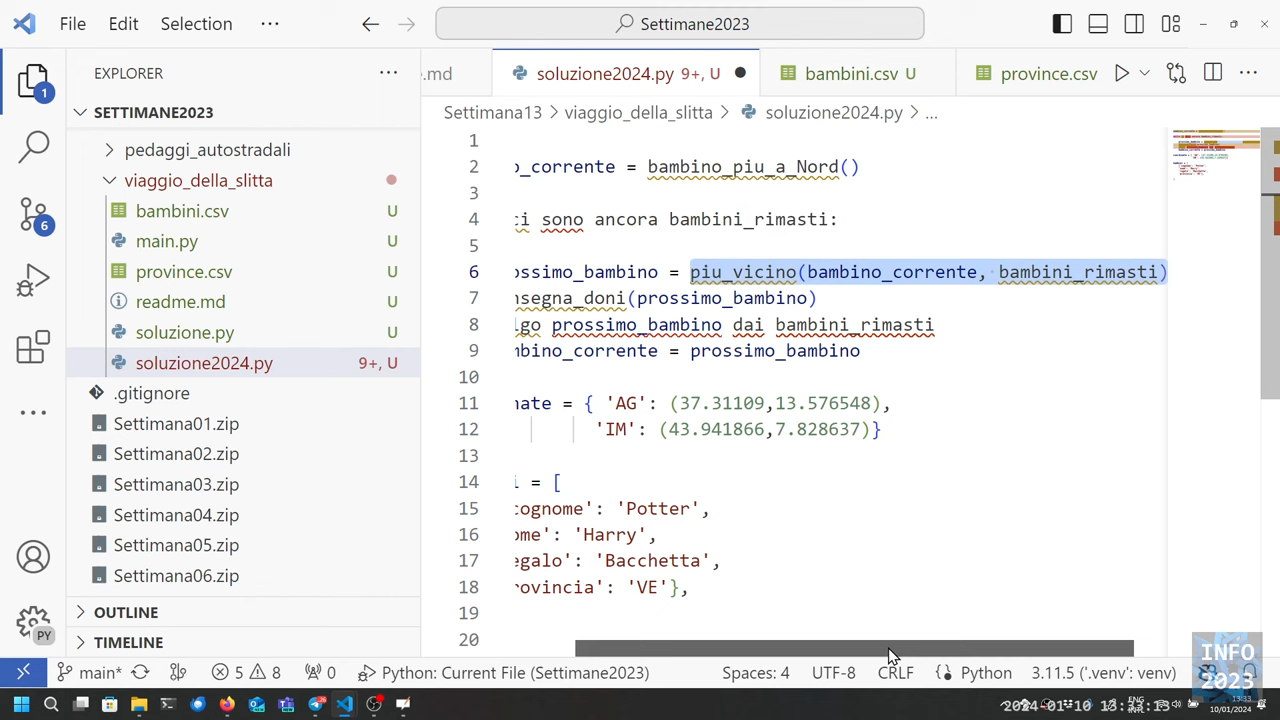 File Edit Selection ··· Settimane2023
EXPLORER ···
.md soluzione2024.py 9+, U bambini.csv U province.csv ···
SETTIMANE2023
Settimana13 > viaggio_della_slitta > soluzione2024.py > ...
pedaggi_autostradali
viaggio_della_slitta
bambini.csv U
main.py U
province.csv U
readme.md U
soluzione.py U
soluzione2024.py 9+, U
.gitignore
Settimana01.zip
Settimana02.zip
Settimana03.zip
Settimana04.zip
Settimana05.zip
Settimana06.zip
OUTLINE
TIMELINE
1
2 o_corrente = bambino_piu_a_Nord()
3
4 ci sono ancora bambini_rimasti:
5
6 ossimo_bambino = piu_vicino(bambino_corrente, bambini_rimasti)
7 nsegna_doni(prossimo_bambino)
8 lgo prossimo_bambino dai bambini_rimasti
9 mbino_corrente = prossimo_bambino
10
11 nate = { 'AG': (37.31109,13.576548),
12 'IM': (43.941866,7.828637)}
13
14 i = [
15 cognome': 'Potter',
16 ome': 'Harry',
17 egalo': 'Bacchetta',
18 rovincia': 'VE'},
19
20
1
6
PY
main* 5 8 0 Python: Current File (Settimane2023) Spaces: 4 UTF-8 CRLF Python 3.11.5 ('.venv': venv)
INFO
2023
ENG
13:33
10/01/2024